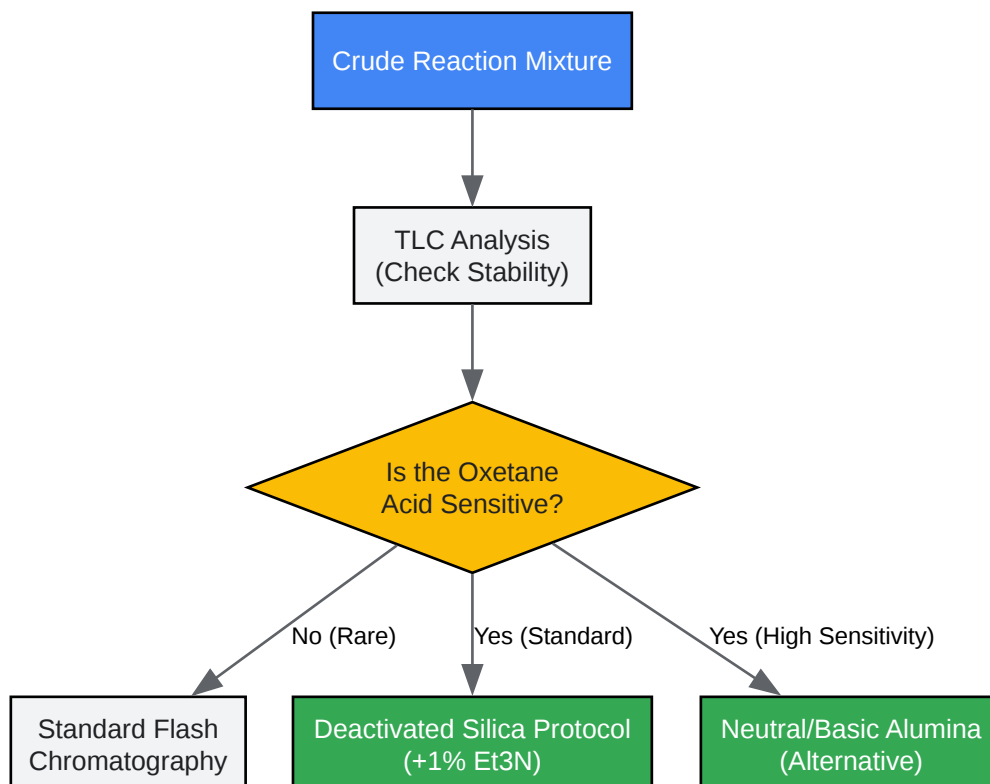 Crude Reaction Mixture
TLC Analysis
(Check Stability)
Is the Oxetane
Acid Sensitive?
No (Rare)
Yes (Standard)
Yes (High Sensitivity)
Standard Flash
Chromatography
Deactivated Silica Protocol
(+1% Et3N)
Neutral/Basic Alumina
(Alternative)